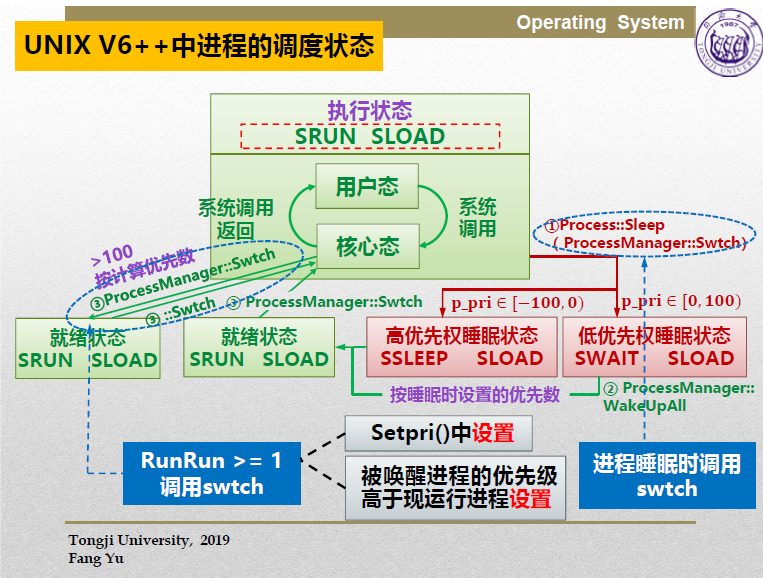 Operating System
UNIX V6++中进程的调度状态
1907
TONGJI UNIVERSITY
执行状态
SRUN SLOAD
用户态
系统调用
返回
系统
调用
核心态
①Process::Sleep
( ProcessManager::Swtch)
>100
按计算优先数
③ProcessManager::Swtch
③ ::Swtch
③ ProcessManager::Swtch
p_pri ∈ [−100, 0)
p_pri ∈ [0, 100)
就绪状态
SRUN SLOAD
就绪状态
SRUN SLOAD
高优先权睡眠状态
SSLEEP SLOAD
低优先权睡眠状态
SWAIT SLOAD
按睡眠时设置的优先数
② ProcessManager::
WakeUpAll
RunRun >= 1
调用swtch
Setpri()中设置
被唤醒进程的优先级
高于现运行进程设置
进程睡眠时调用
swtch
Tongji University, 2019
Fang Yu